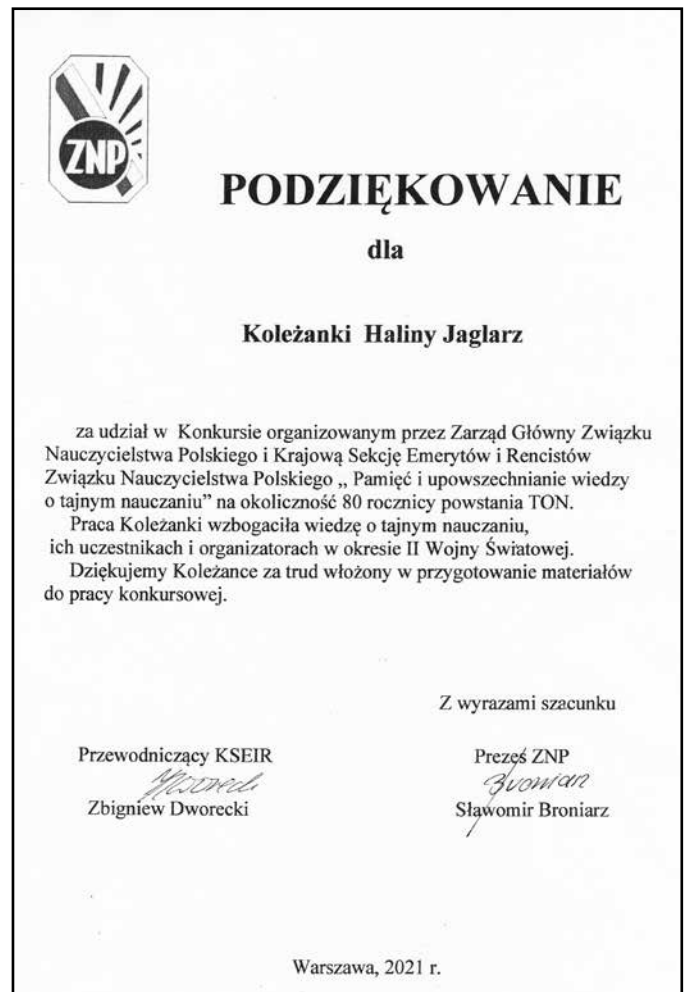 ZNP
PODZIĘKOWANIE
dla
Koleżanki Haliny Jaglarz
za udział w Konkursie organizowanym przez Zarząd Główny Związku
Nauczycielstwa Polskiego i Krajową Sekcję Emerytów i Rencistów
Związku Nauczycielstwa Polskiego „ Pamięć i upowszechnianie wiedzy
o tajnym nauczaniu” na okoliczność 80 rocznicy powstania TON.
Praca Koleżanki wzbogaciła wiedzę o tajnym nauczaniu,
ich uczestnikach i organizatorach w okresie II Wojny Światowej.
Dziękujemy Koleżance za trud włożony w przygotowanie materiałów
do pracy konkursowej.
Z wyrazami szacunku
Przewodniczący KSEIR Prezes ZNP
Dworecki Broniarz
Zbigniew Dworecki Sławomir Broniarz
Warszawa, 2021 r.